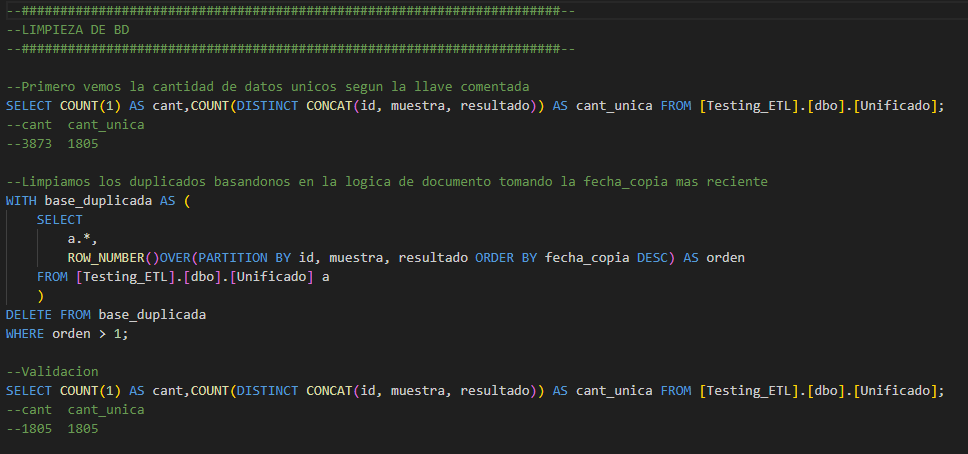 --######################################################################--
--LIMPIEZA DE BD
--######################################################################--
--Primero vemos la cantidad de datos unicos segun la llave comentada
SELECT COUNT(1) AS cant,COUNT(DISTINCT CONCAT(id, muestra, resultado)) AS cant_unica FROM [Testing_ETL].[dbo].[Unificado];
--cant  cant_unica
--3873  1805
--Limpiamos los duplicados basandonos en la logica de documento tomando la fecha_copia mas reciente
WITH base_duplicada AS (
    SELECT
        a.*,
        ROW_NUMBER()OVER(PARTITION BY id, muestra, resultado ORDER BY fecha_copia DESC) AS orden
    FROM [Testing_ETL].[dbo].[Unificado] a
    )
DELETE FROM base_duplicada
WHERE orden > 1;
--Validacion
SELECT COUNT(1) AS cant,COUNT(DISTINCT CONCAT(id, muestra, resultado)) AS cant_unica FROM [Testing_ETL].[dbo].[Unificado];
--cant  cant_unica
--1805  1805